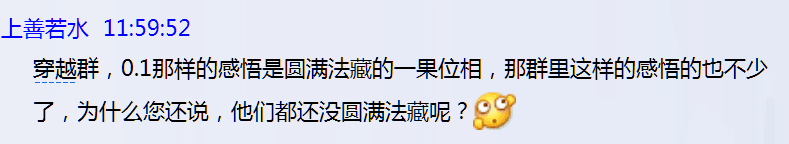 上善若水 11:59:52
穿越群，0.1那样的感悟是圆满法藏的一果位相，那群里这样的感悟的也不少
了，为什么您还说，他们都还没圆满法藏呢？